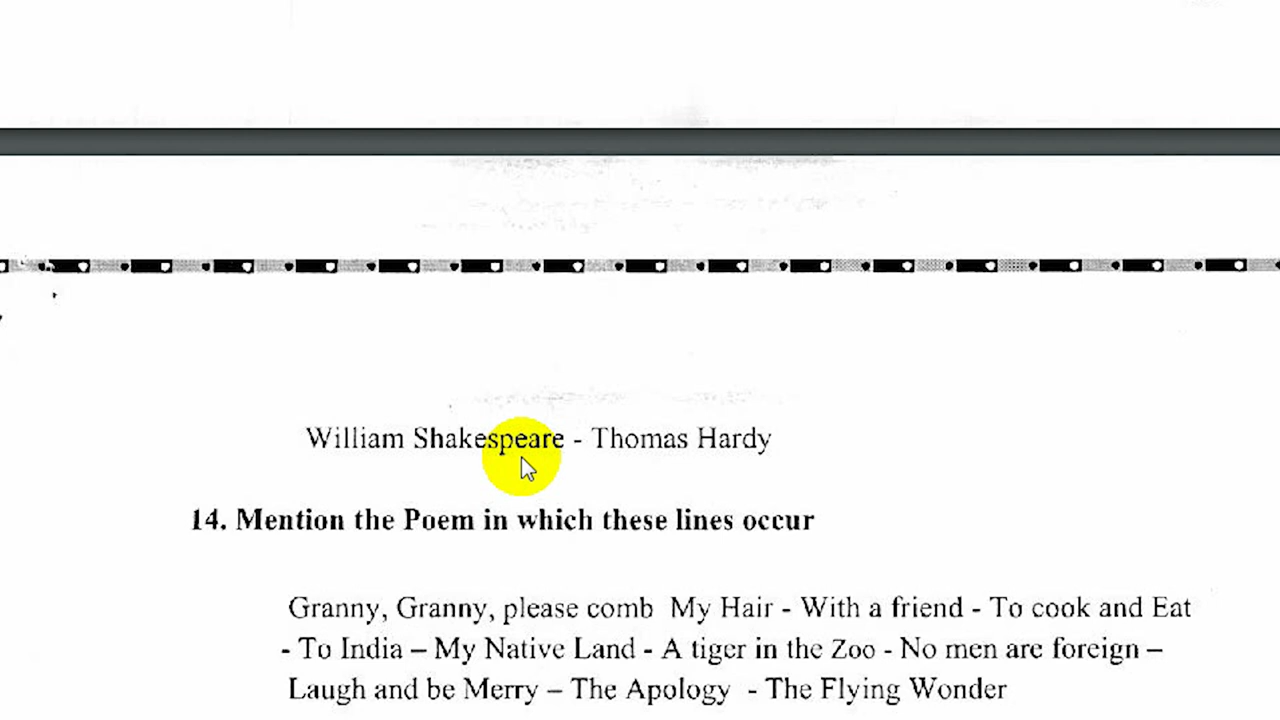 William Shakespeare - Thomas Hardy
14. Mention the Poem in which these lines occur
Granny, Granny, please comb My Hair - With a friend - To cook and Eat
- To India – My Native Land - A tiger in the Zoo - No men are foreign –
Laugh and be Merry – The Apology - The Flying Wonder